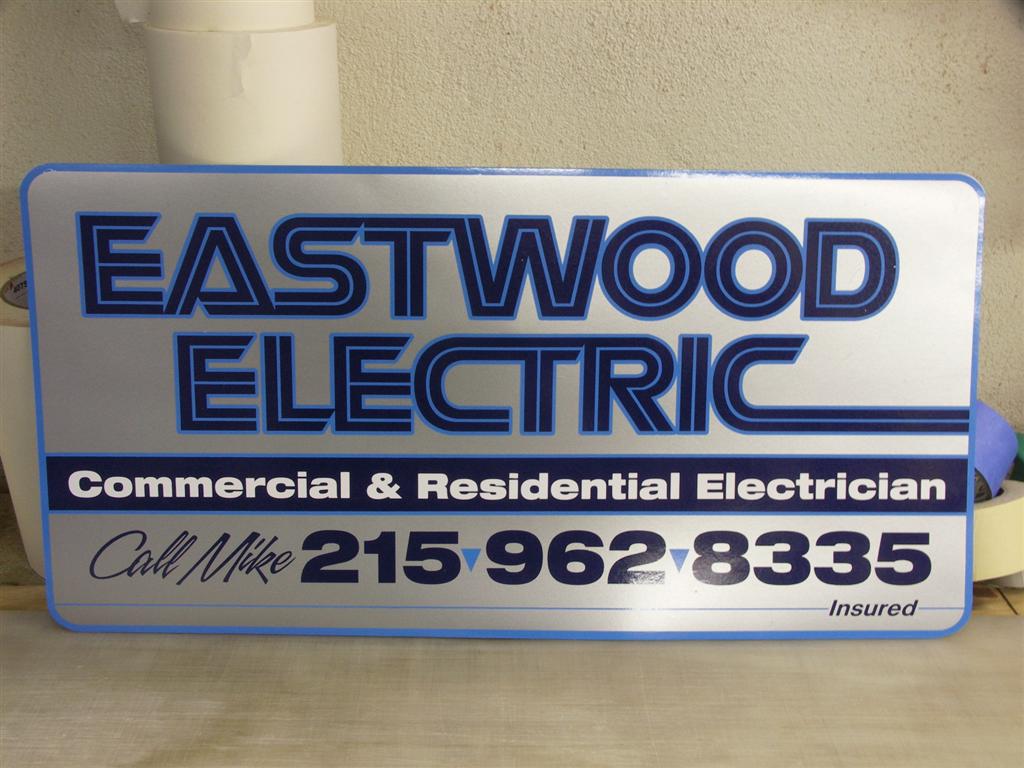 EASTWOOD
ELECTRIC
Commercial & Residential Electrician
Call Mike 215▼962▼8335
Insured